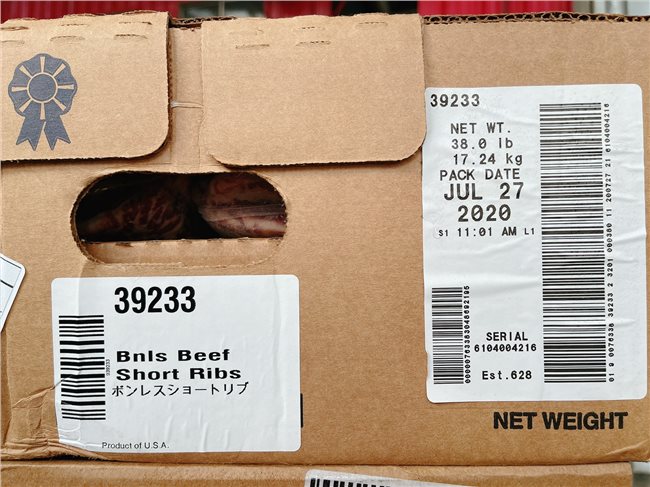 39233
NET WT.
38.0 lb
17.24 kg
PACK DATE
JUL 27
2020
S1 11:01 AM L1
SERIAL
6104004216
Est.628
NET WEIGHT
39233
Bnls Beef
Short Ribs
ボンレスショートリブ
Product of U.S.A.
39233